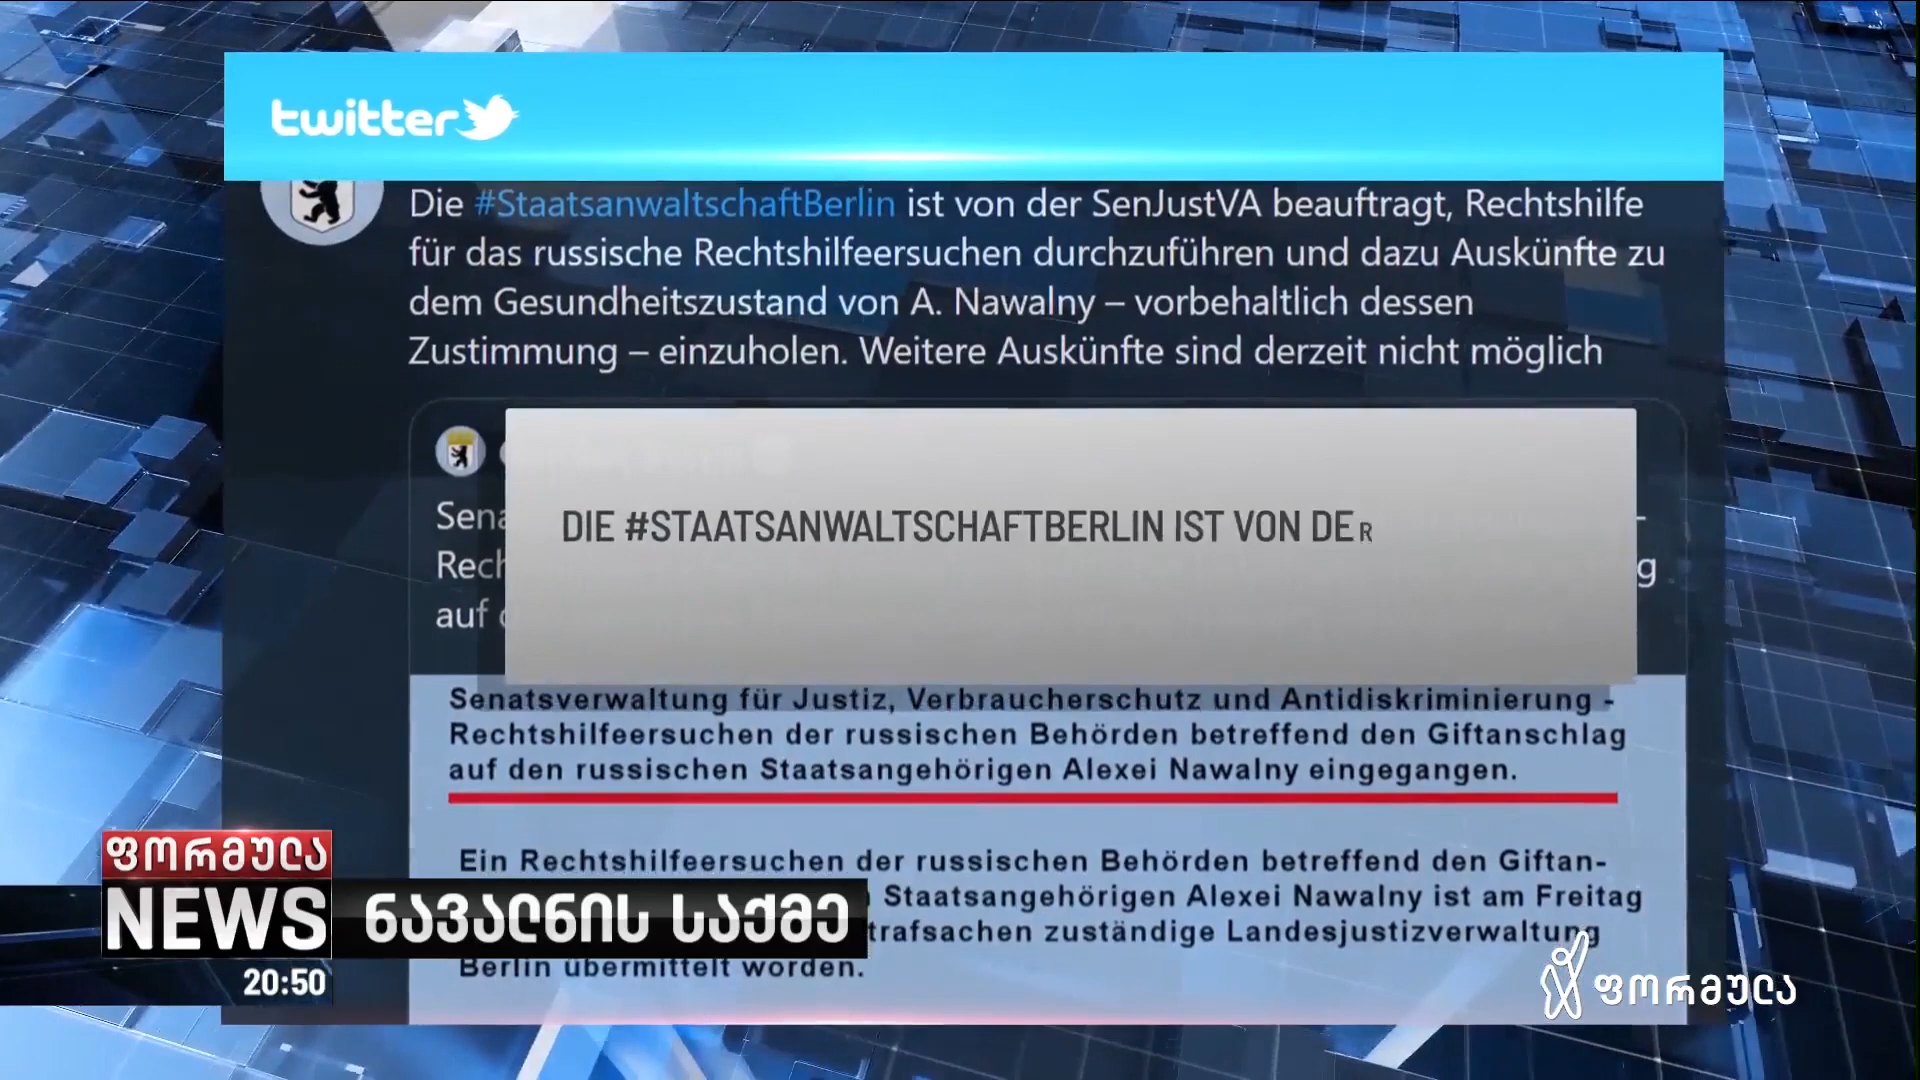 twitter
Die #StaatsanwaltschaftBerlin ist von der SenJustVA beauftragt, Rechtshilfe
für das russische Rechtshilfeersuchen durchzuführen und dazu Auskünfte zu
dem Gesundheitszustand von A. Nawalny – vorbehaltlich dessen
Zustimmung – einzuholen. Weitere Auskünfte sind derzeit nicht möglich
DIE #STAATSANWALTSCHAFTBERLIN IST VON DER
auf
Senatsverwaltung für Justiz, Verbraucherschutz und Antidiskriminierung -
Rechtshilfeersuchen der russischen Behörden betreffend den Giftanschlag
auf den russischen Staatsangehörigen Alexei Nawalny eingegangen.
Ein Rechtshilfeersuchen der russischen Behörden betreffend den Giftan-
Staatsangehörigen Alexei Nawalny ist am Freitag
trafsachen zuständige Landesjustizverwaltung
Berlin übermittelt worden.
ფორმულა
NEWS
ნავალნის საქმე
20:50
ფორმულა